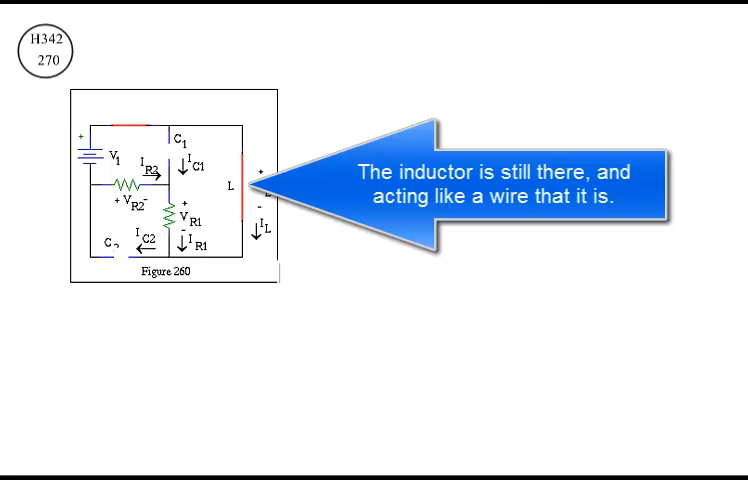 H342
270
+
C1
V1
IR2
IC1
+
L
+ VR2 -
+
VR1
-
-
IL
IC2
IR1
Figure 260
The inductor is still there, and
acting like a wire that it is.